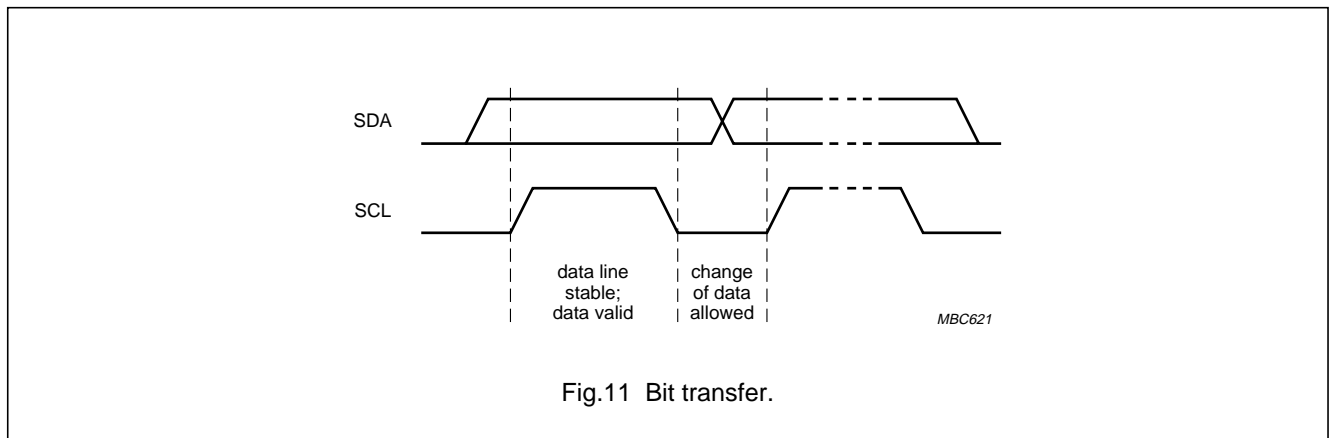 SDA
SCL
data line
stable;
data valid
change
of data
allowed
MBC621
Fig.11 Bit transfer.